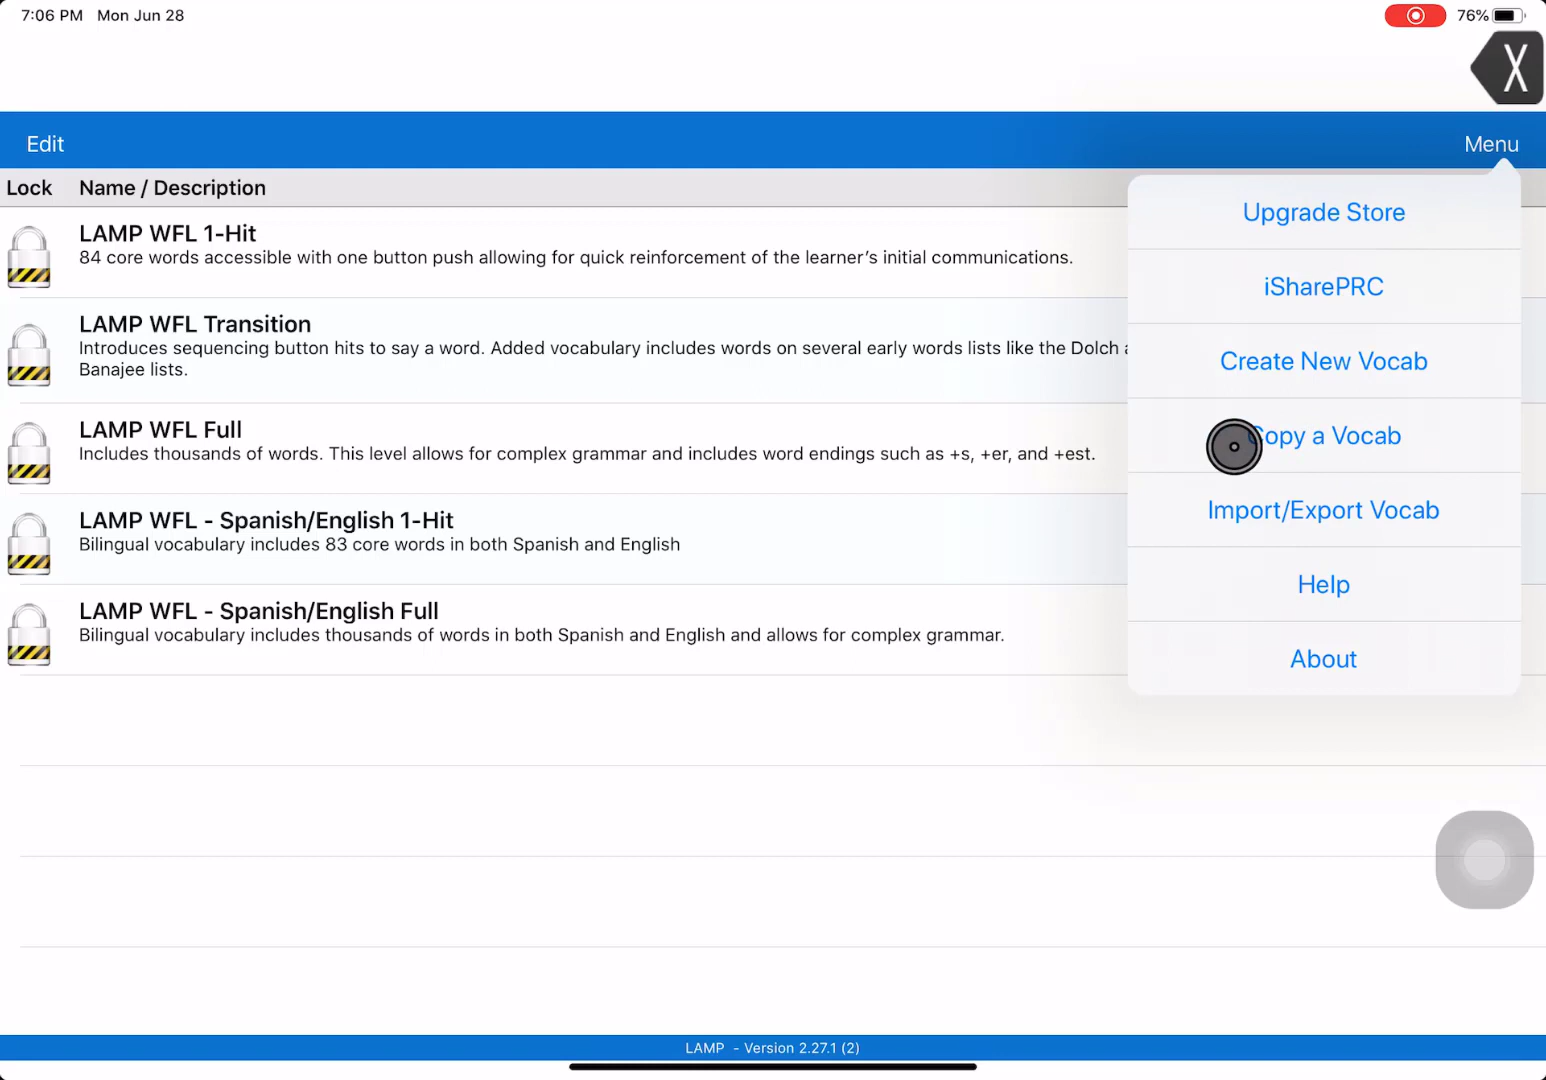 7:06 PM Mon Jun 28
76%
X
Edit
Menu
Lock Name / Description
LAMP WFL 1-Hit
84 core words accessible with one button push allowing for quick reinforcement of the learner's initial communications.
LAMP WFL Transition
Introduces sequencing button hits to say a word. Added vocabulary includes words on several early words lists like the Dolch
Banajee lists.
LAMP WFL Full
Includes thousands of words. This level allows for complex grammar and includes word endings such as +s, +er, and +est.
LAMP WFL - Spanish/English 1-Hit
Bilingual vocabulary includes 83 core words in both Spanish and English
LAMP WFL - Spanish/English Full
Bilingual vocabulary includes thousands of words in both Spanish and English and allows for complex grammar.
Upgrade Store
iSharePRC
Create New Vocab
Copy a Vocab
Import/Export Vocab
Help
About
LAMP - Version 2.27.1 (2)